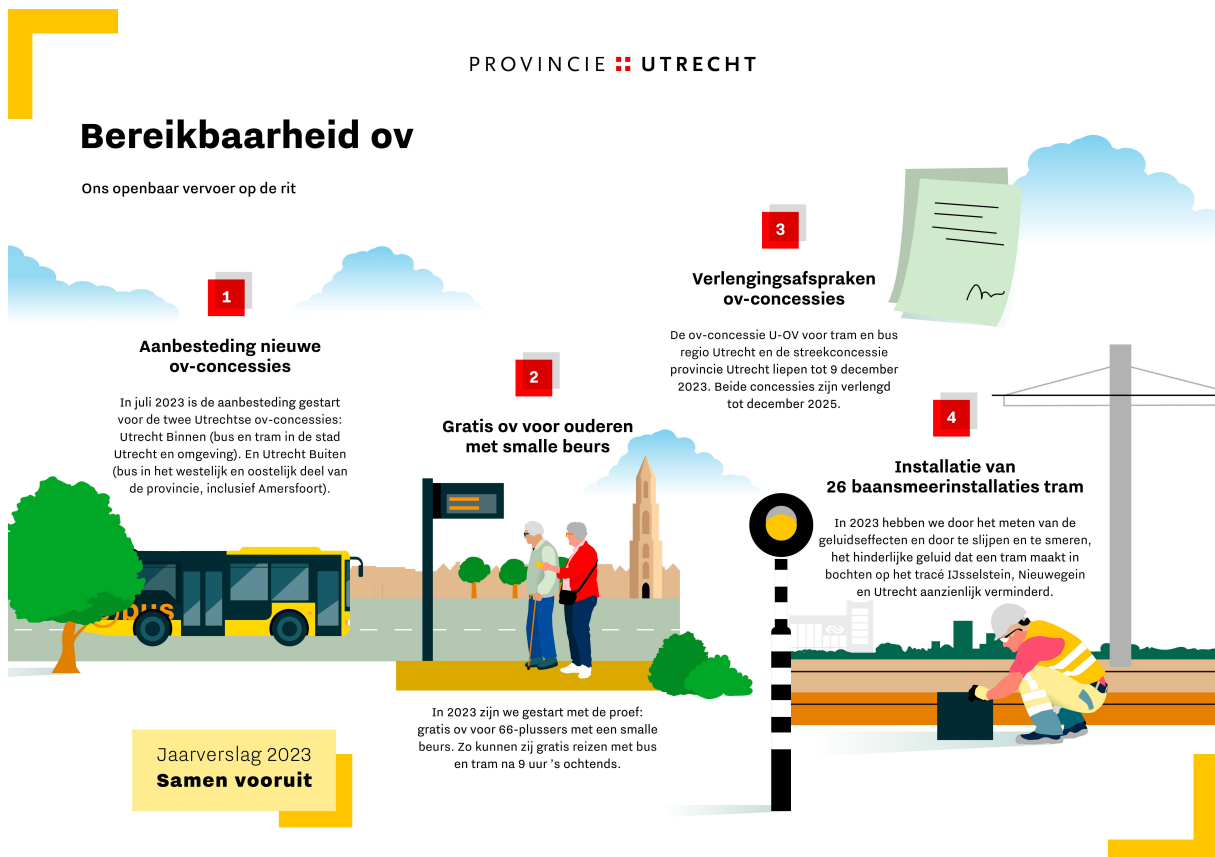 PROVINCIE UTRECHT
Bereikbaarheid ov
Ons openbaar vervoer op de rit
1
Aanbesteding nieuwe
ov-concessies
In juli 2023 is de aanbesteding gestart
voor de twee Utrechtse ov-concessies:
Utrecht Binnen (bus en tram in de stad
Utrecht en omgeving). En Utrecht Buiten
(bus in het westelijk en oostelijk deel van
de provincie, inclusief Amersfoort).
2
Gratis ov voor ouderen
met smalle beurs
In 2023 zijn we gestart met de proef:
gratis ov voor 66-plussers met een smalle
beurs. Zo kunnen zij gratis reizen met bus
en tram na 9 uur 's ochtends.
3
Verlengingsafspraken
ov-concessies
De ov-concessie U-OV voor tram en bus
regio Utrecht en de streekconcessie
provincie Utrecht liepen tot 9 december
2023. Beide concessies zijn verlengd
tot december 2025.
4
Installatie van
26 baansmeerinstallaties tram
In 2023 hebben we door het meten van de
geluidseffecten en door te slijpen en te smeren,
het hinderlijke geluid dat een tram maakt in
bochten op het tracé IJsselstein, Nieuwegein
en Utrecht aanzienlijk verminderd.
bus
Jaarverslag 2023
Samen vooruit